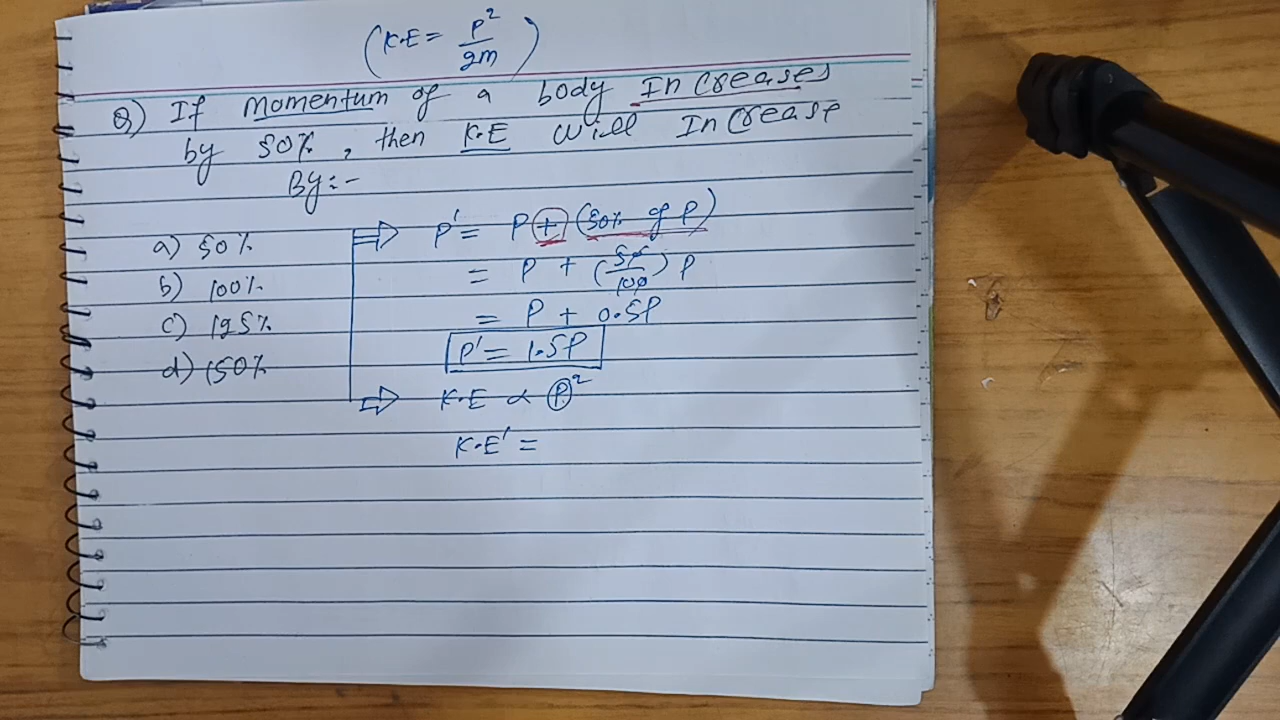 (K.E = P²/2m)
Q) If momentum of a body Increases
by 50%, then K.E will Increase
By:-
a) 50%
b) 100%
c) 125%
d) 150%
⇒ P' = P + (50% of P)
= P + (50/100) P
= P + 0.5P
P' = 1.5P
⇒ K.E ∝ P²
K.E' =